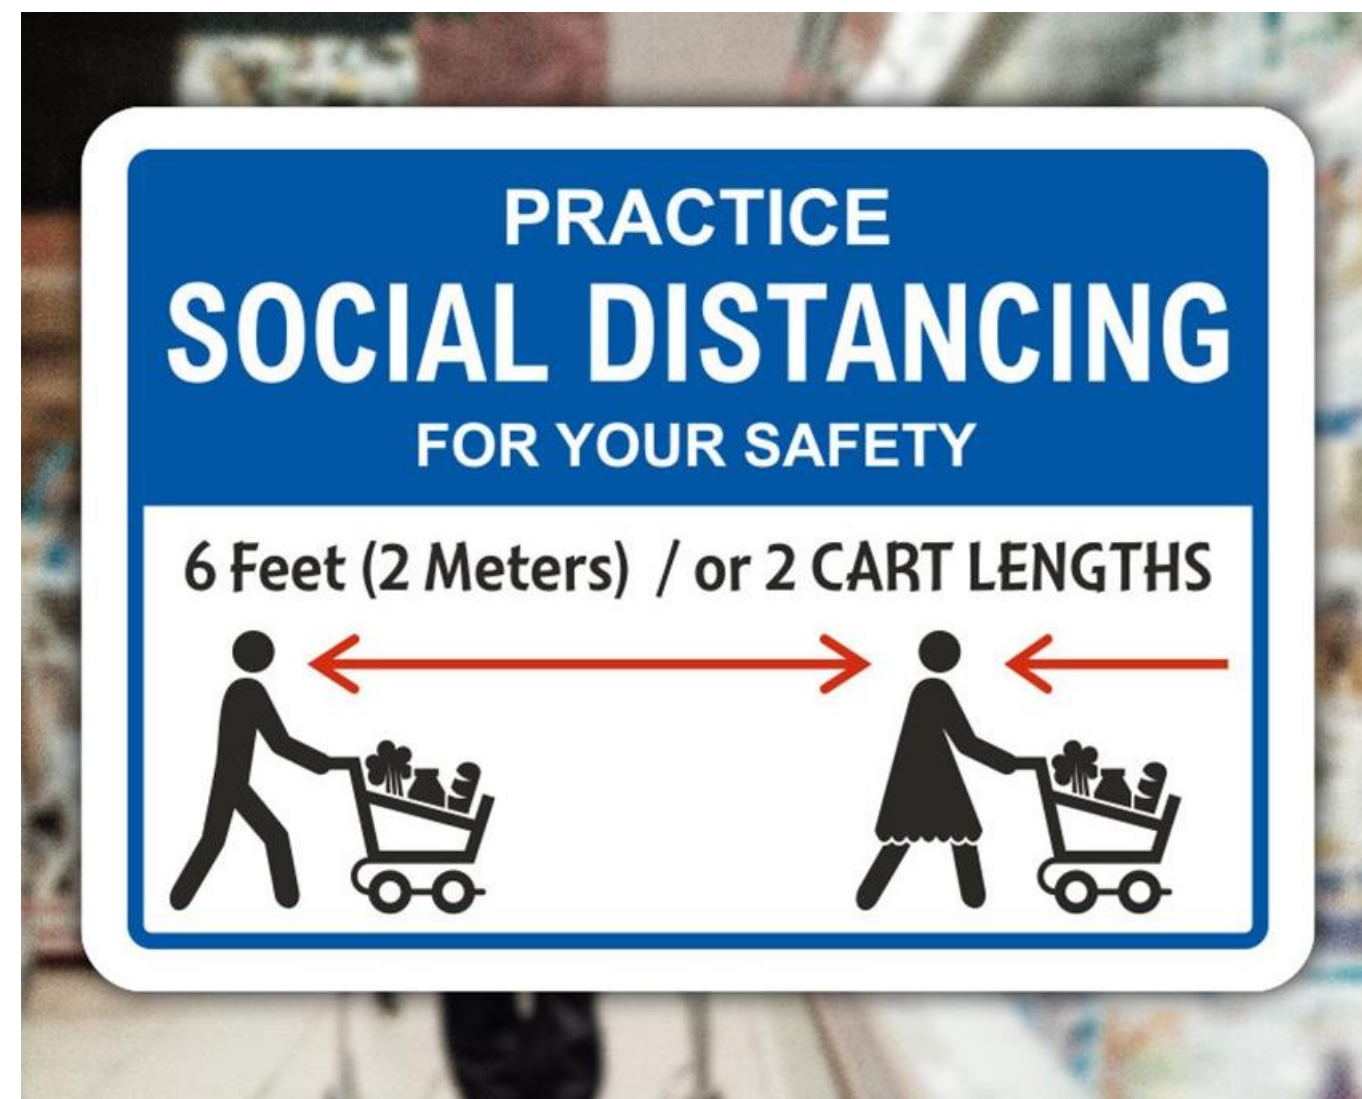 PRACTICE
SOCIAL DISTANCING
FOR YOUR SAFETY
6 Feet (2 Meters) / or 2 CART LENGTHS